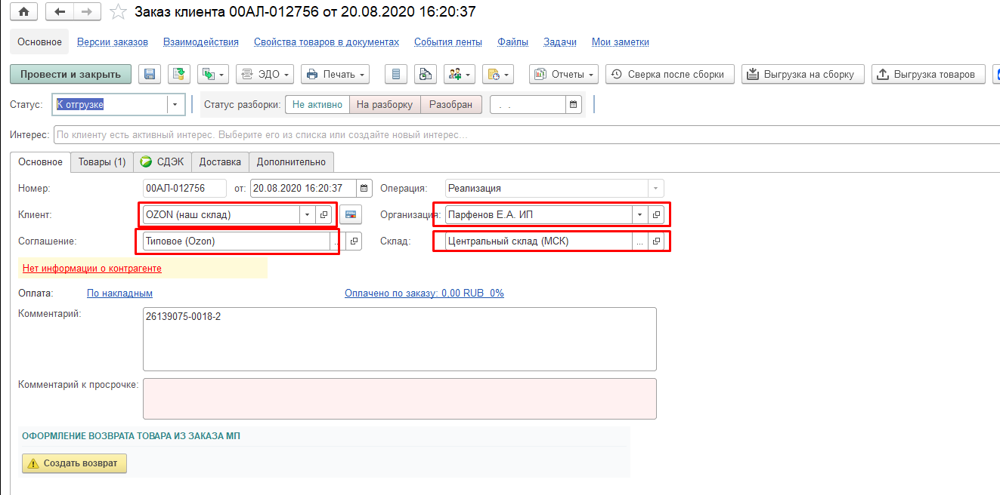 Заказ клиента 00АЛ-012756 от 20.08.2020 16:20:37
Основное Версии заказов Взаимодействия Свойства товаров в документах События ленты Файлы Задачи Мои заметки
Провести и закрыть ЭДО Печать Отчеты Сверка после сборки Выгрузка на сборку Выгрузка товаров
Статус: К отгрузке Статус разборки: Не активно На разборку Разобран . .
Интерес: По клиенту есть активный интерес. Выберите его из списка или создайте новый интерес...
Основное Товары (1) СДЭК Доставка Дополнительно
Номер: 00АЛ-012756 от: 20.08.2020 16:20:37 Операция: Реализация
Клиент: OZON (наш склад) Организация: Парфенов Е.А. ИП
Соглашение: Типовое (Ozon) ... Склад: Центральный склад (МСК) ...
Нет информации о контрагенте
Оплата: По накладным Оплачено по заказу: 0,00 RUB 0%
Комментарий: 26139075-0018-2
Комментарий к просрочке:
ОФОРМЛЕНИЕ ВОЗВРАТА ТОВАРА ИЗ ЗАКАЗА МП
Создать возврат